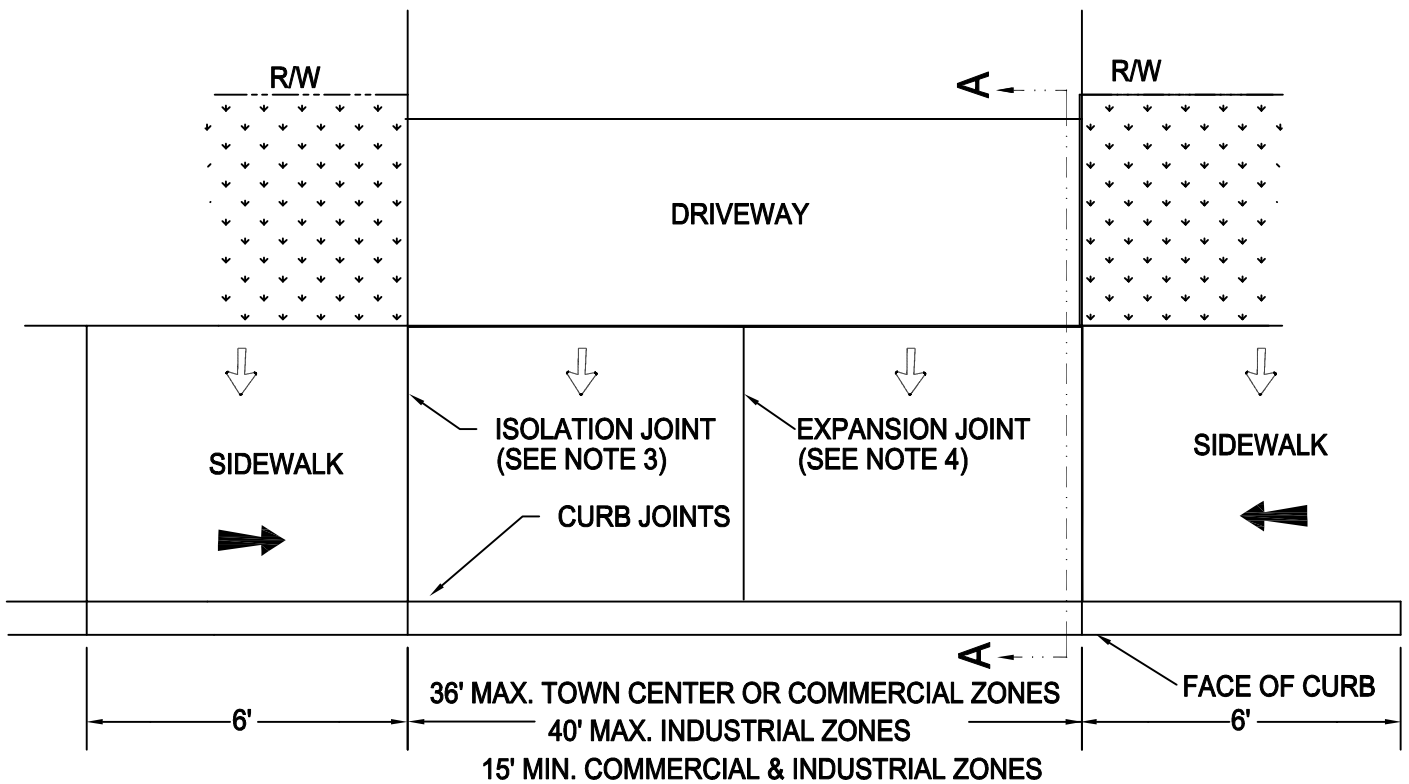 R/W
A
R/W
DRIVEWAY
ISOLATION JOINT
(SEE NOTE 3)
EXPANSION JOINT
(SEE NOTE 4)
SIDEWALK
SIDEWALK
CURB JOINTS
A
36' MAX. TOWN CENTER OR COMMERCIAL ZONES
FACE OF CURB
6'
40' MAX. INDUSTRIAL ZONES
6'
15' MIN. COMMERCIAL & INDUSTRIAL ZONES